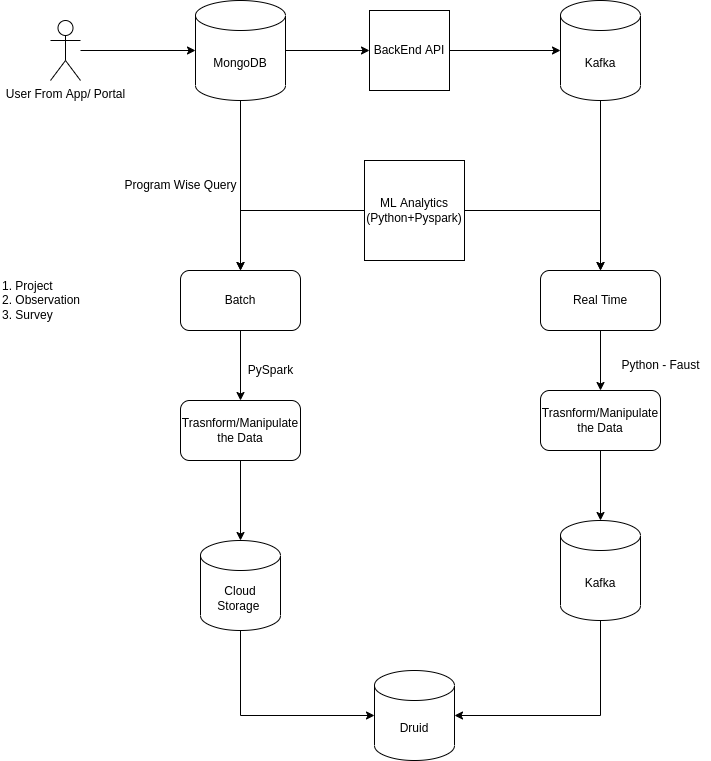 User From App/ Portal
MongoDB
BackEnd API
Kafka
Program Wise Query
ML Analytics
(Python+Pyspark)
1. Project
2. Observation
3. Survey
Batch
Real Time
PySpark
Python - Faust
Trasnform/Manipulate
the Data
Trasnform/Manipulate
the Data
Cloud
Storage
Kafka
Druid